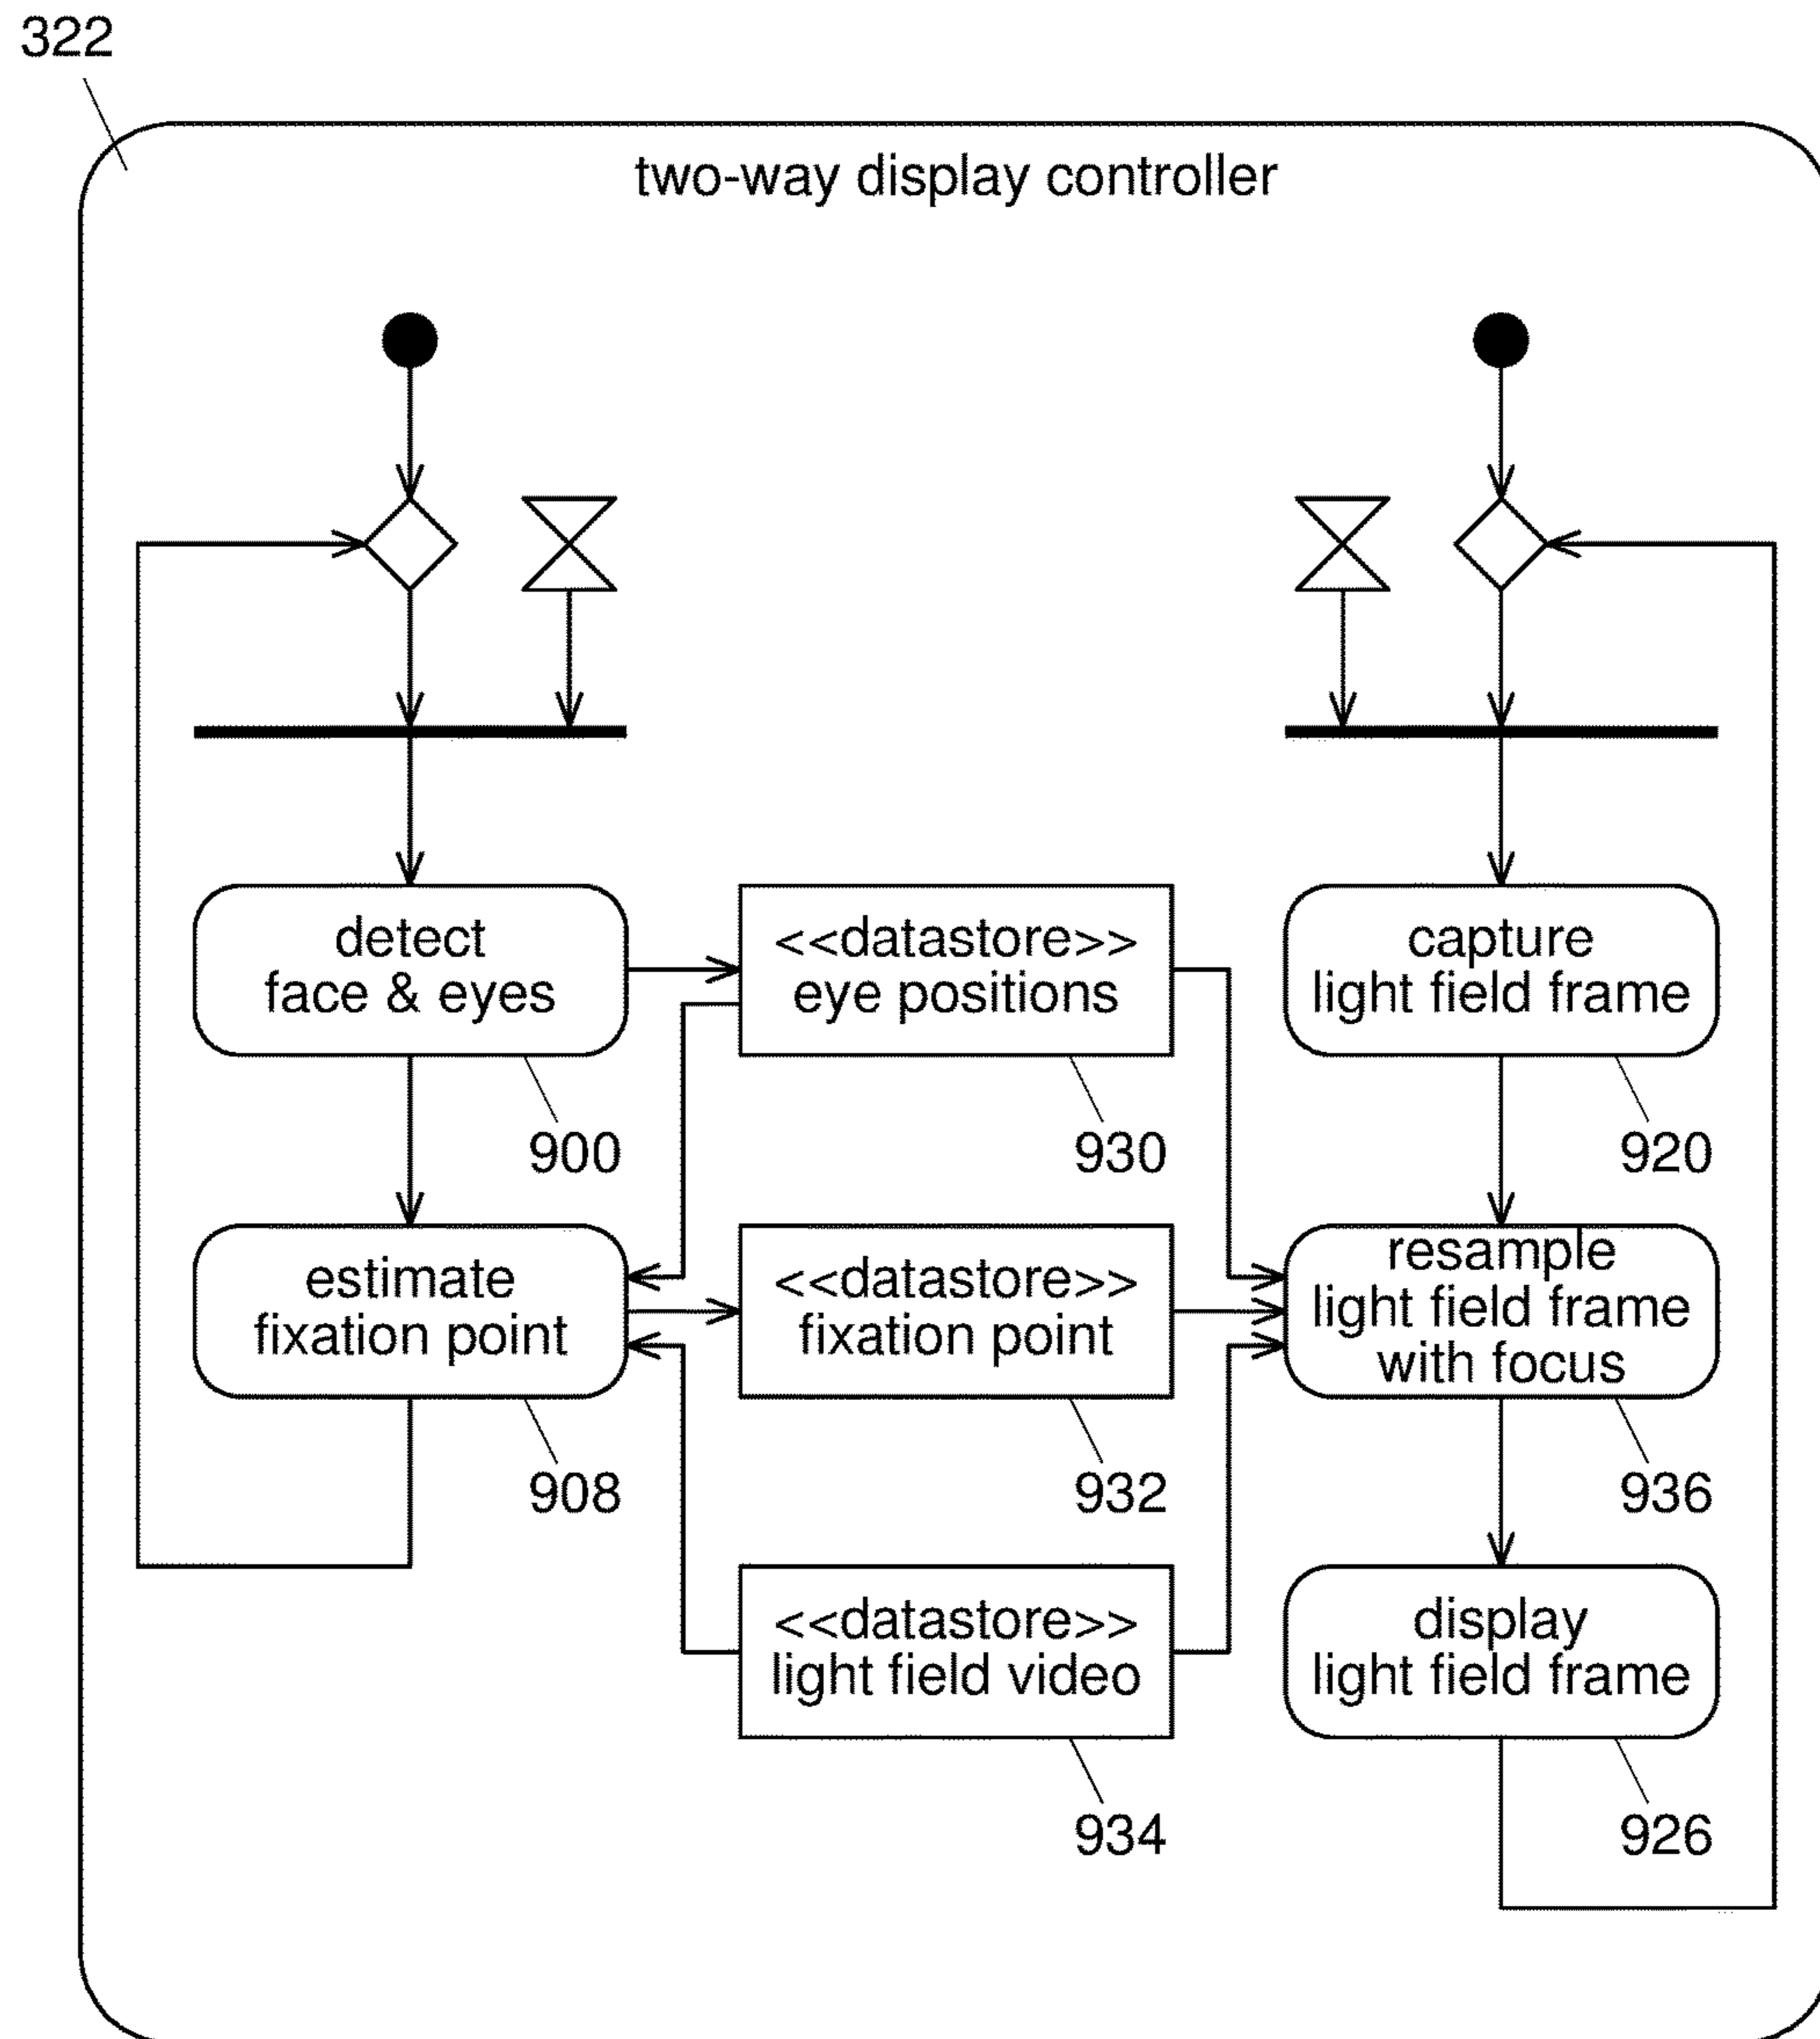 322
two-way display controller
detect
face & eyes
<<datastore>>
eye positions
capture
light field frame
900
930
920
estimate
fixation point
<<datastore>>
fixation point
resample
light field frame
with focus
908
932
936
<<datastore>>
light field video
display
light field frame
934
926